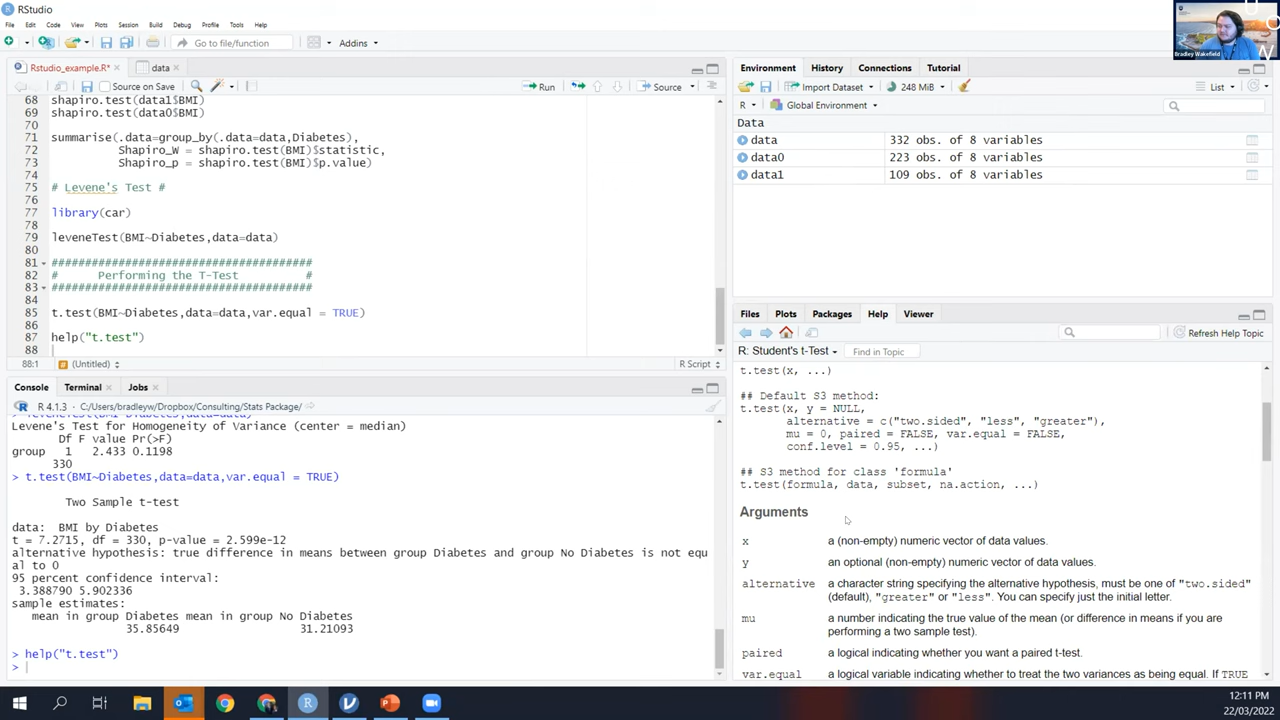 RStudio
File Edit Code View Plots Session Build Debug Profile Tools Help
Go to file/function Addins
Bradley Wakefield
Rstudio_example.R* data
Source on Save Run Source
68 shapiro.test(data1$BMI)
69 shapiro.test(data0$BMI)
70
71 summarise(.data=group_by(.data=data,Diabetes),
72 Shapiro_W = shapiro.test(BMI)$statistic,
73 Shapiro_p = shapiro.test(BMI)$p.value)
74
75 # Levene's Test #
76
77 library(car)
78
79 leveneTest(BMI~Diabetes,data=data)
80
81 #######################################
82 # Performing the T-Test #
83 #######################################
84
85 t.test(BMI~Diabetes,data=data,var.equal = TRUE)
86
87 help("t.test")
88
88:1 (Untitled) R Script
Console Terminal Jobs
R 4.1.3 · C:/Users/bradleyw/Dropbox/Consulting/Stats Package/
> leveneTest(BMI~Diabetes,data=data)
Levene's Test for Homogeneity of Variance (center = median)
Df F value Pr(>F)
group 1 2.433 0.1198
330
> t.test(BMI~Diabetes,data=data,var.equal = TRUE)
Two Sample t-test
data: BMI by Diabetes
t = 7.2715, df = 330, p-value = 2.599e-12
alternative hypothesis: true difference in means between group Diabetes and group No Diabetes is not equ
al to 0
95 percent confidence interval:
3.388790 5.902336
sample estimates:
mean in group Diabetes mean in group No Diabetes
35.85649 31.21093
> help("t.test")
>
Environment History Connections Tutorial
Import Dataset 248 MiB List
R Global Environment
Data
data 332 obs. of 8 variables
data0 223 obs. of 8 variables
data1 109 obs. of 8 variables
Files Plots Packages Help Viewer
Refresh Help Topic
R: Student's t-Test Find in Topic
t.test(x, ...)
## Default S3 method:
t.test(x, y = NULL,
alternative = c("two.sided", "less", "greater"),
mu = 0, paired = FALSE, var.equal = FALSE,
conf.level = 0.95, ...)
## S3 method for class 'formula'
t.test(formula, data, subset, na.action, ...)
Arguments
x a (non-empty) numeric vector of data values.
y an optional (non-empty) numeric vector of data values.
alternative a character string specifying the alternative hypothesis, must be one of "two.sided"
(default), "greater" or "less". You can specify just the initial letter.
mu a number indicating the true value of the mean (or difference in means if you are
performing a two sample test).
paired a logical indicating whether you want a paired t-test.
var.equal a logical variable indicating whether to treat the two variances as being equal. If TRUE
12:11 PM
22/03/2022